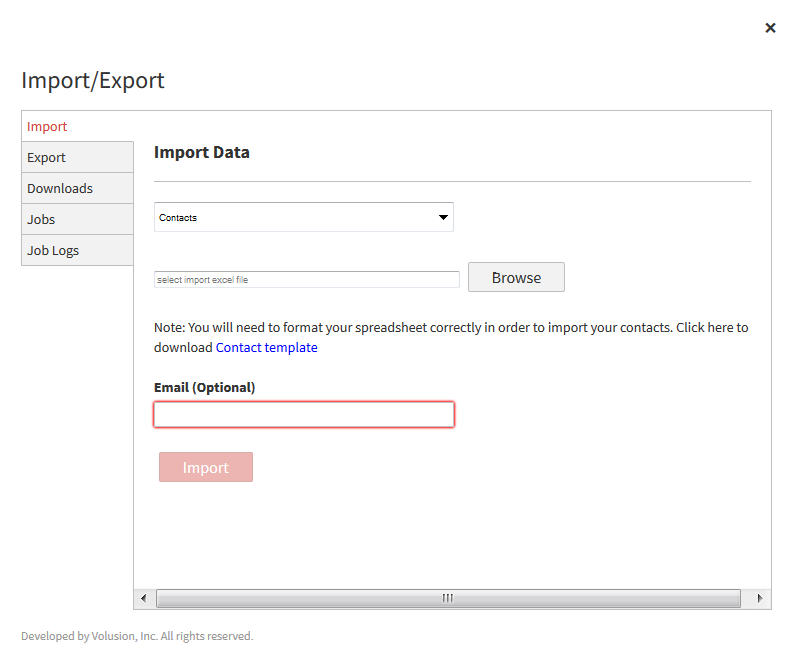 ×
Import/Export
Import
Export
Downloads
Jobs
Job Logs
Import Data
Contacts
select import excel file
Browse
Note: You will need to format your spreadsheet correctly in order to import your contacts. Click here to
download Contact template
Email (Optional)
Import
Developed by Volusion, Inc. All rights reserved.